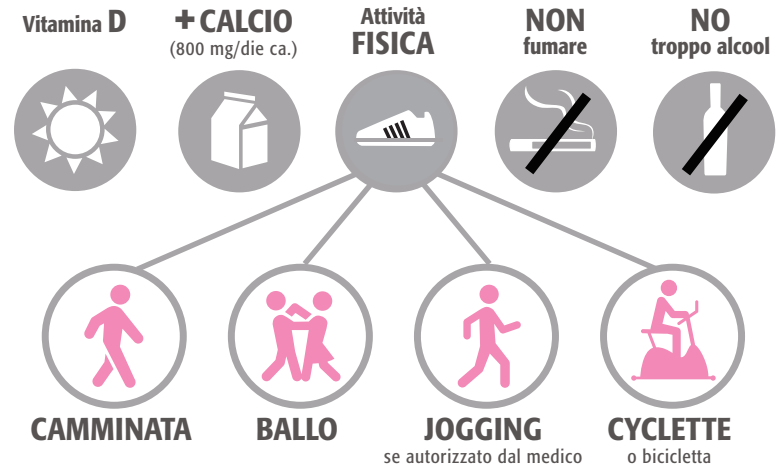 Vitamina D
+ CALCIO
(800 mg/die ca.)
Attività
FISICA
NON
fumare
NO
troppo alcool
CAMMINATA
BALLO
JOGGING
se autorizzato dal medico
CYCLETTE
o bicicletta